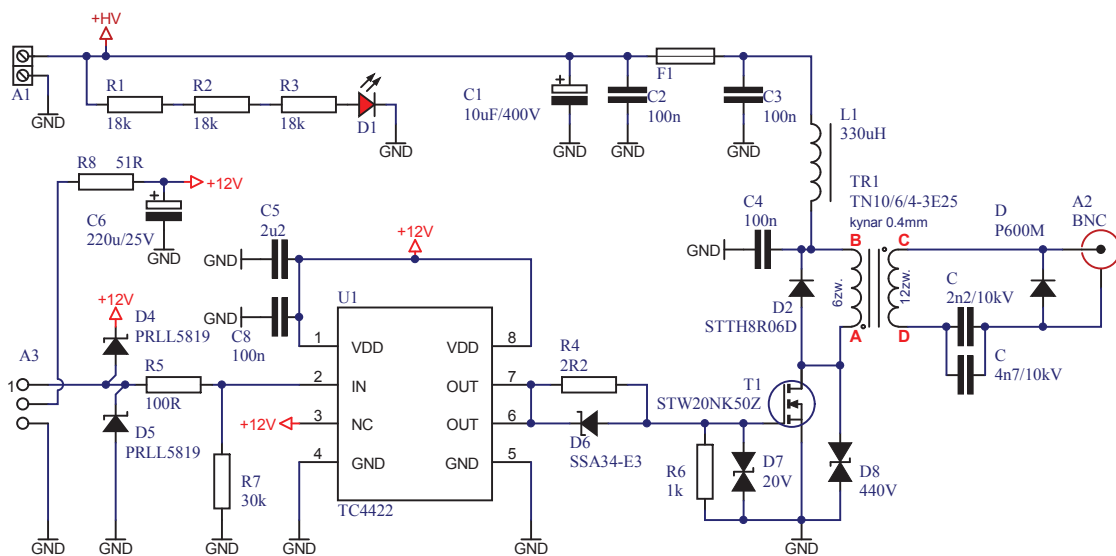 +HV
A1
GND
R1
18k
R2
18k
R3
18k
D1
GND
C1
10uF/400V
GND
C2
100n
GND
F1
C3
100n
GND
L1
330uH
R8 51R
+12V
C6
220u/25V
GND
C5
2u2
GND
+12V
C4
100n
GND
TR1
TN10/6/4-3E25
kynar 0.4mm
B
C
A
D
6zw.
12zw.
D
P600M
A2
BNC
C
2n2/10kV
C
4n7/10kV
D2
STTH8R06D
+12V
D4
PRLL5819
GND
C8
100n
U1
1
VDD
2
IN
3
NC
4
GND
VDD
8
OUT
7
OUT
6
GND
5
TC4422
A3
1
R5
100R
D5
PRLL5819
+12V
R7
30k
R4
2R2
D6
SSA34-E3
T1
STW20NK50Z
R6
1k
D7
20V
D8
440V
GND
GND
GND
GND
GND
GND